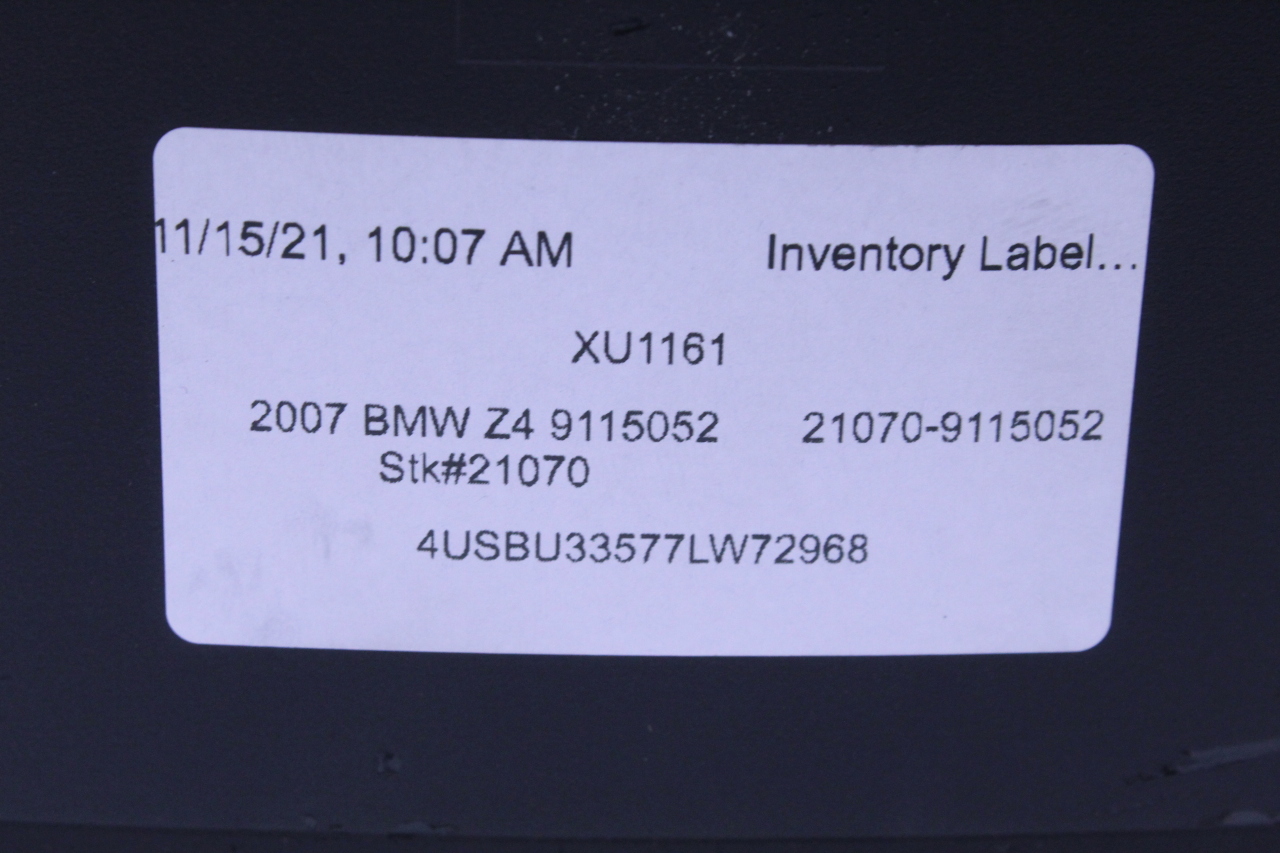 11/15/21, 10:07 AM Inventory Label...
XU1161
2007 BMW Z4 9115052 21070-9115052
Stk#21070
4USBU33577LW72968